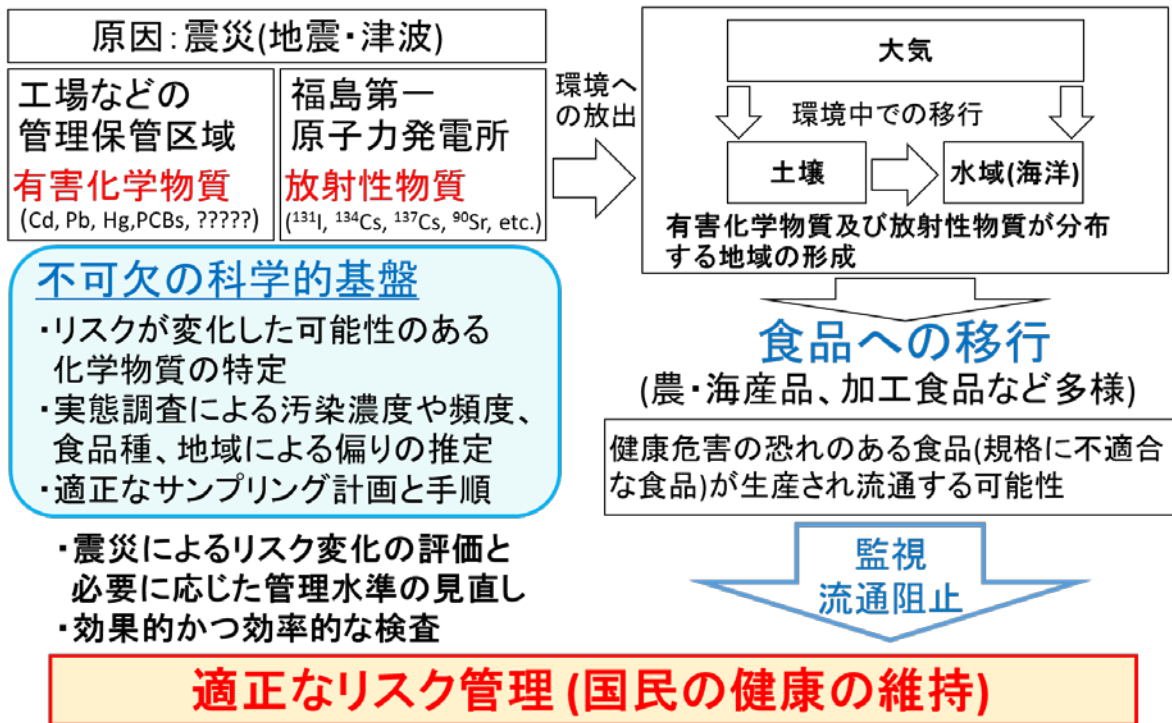 原因：震災(地震・津波)
工場などの
管理保管区域
有害化学物質
(Cd, Pb, Hg,PCBs, ?????)
福島第一
原子力発電所
放射性物質
(¹³¹I, ¹³⁴Cs, ¹³⁷Cs, ⁹⁰Sr, etc.)
環境へ
の放出
大気
環境中での移行
土壌
水域(海洋)
有害化学物質及び放射性物質が分布
する地域の形成
不可欠の科学的基盤
・リスクが変化した可能性のある
化学物質の特定
・実態調査による汚染濃度や頻度、
食品種、地域による偏りの推定
・適正なサンプリング計画と手順
・震災によるリスク変化の評価と
必要に応じた管理水準の見直し
・効果的かつ効率的な検査
食品への移行
(農・海産品、加工食品など多様)
健康危害の恐れのある食品(規格に不適合
な食品)が生産され流通する可能性
監視
流通阻止
適正なリスク管理 (国民の健康の維持)